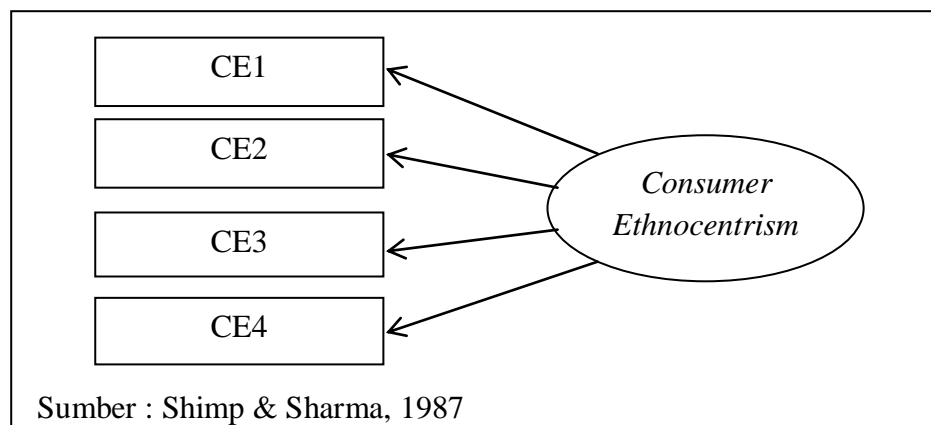 CE1
CE2
CE3
CE4
Consumer
Ethnocentrism
Sumber : Shimp & Sharma, 1987